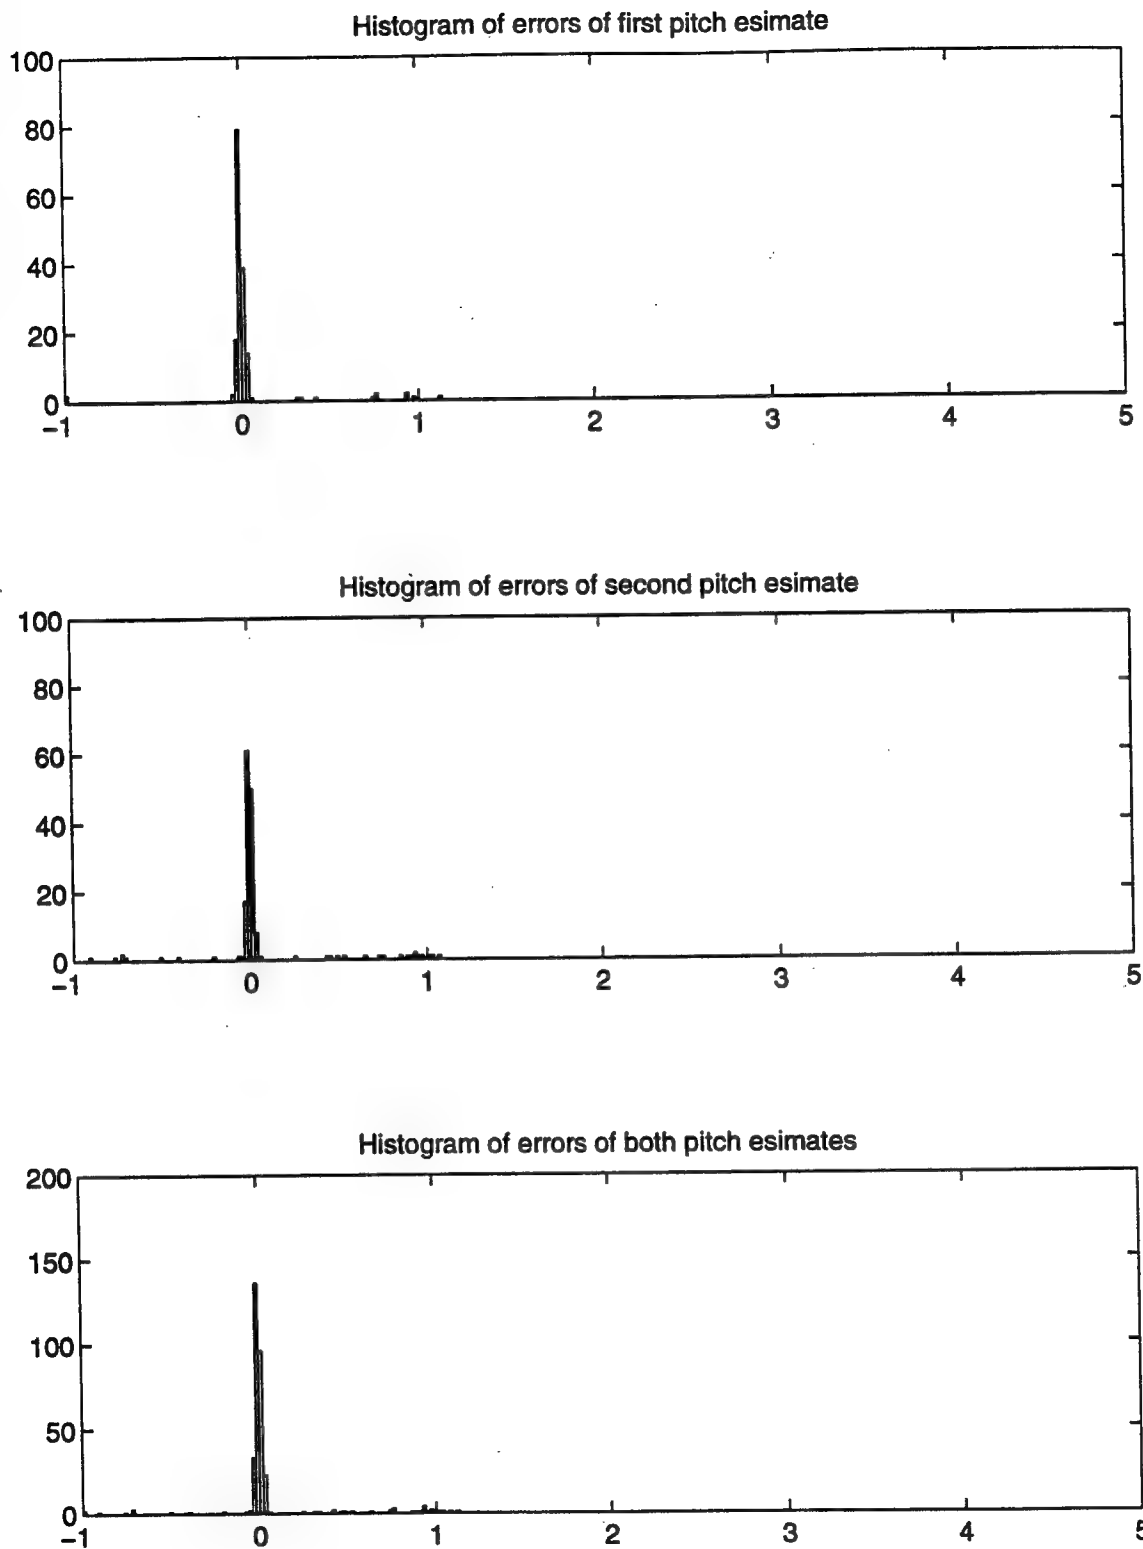 Histogram of errors of first pitch esimate
100
80
60
40
20
0
−1 0 1 2 3 4 5
Histogram of errors of second pitch esimate
100
80
60
40
20
0
−1 0 1 2 3 4 5
Histogram of errors of both pitch esimates
200
150
100
50
0
−1 0 1 2 3 4 5